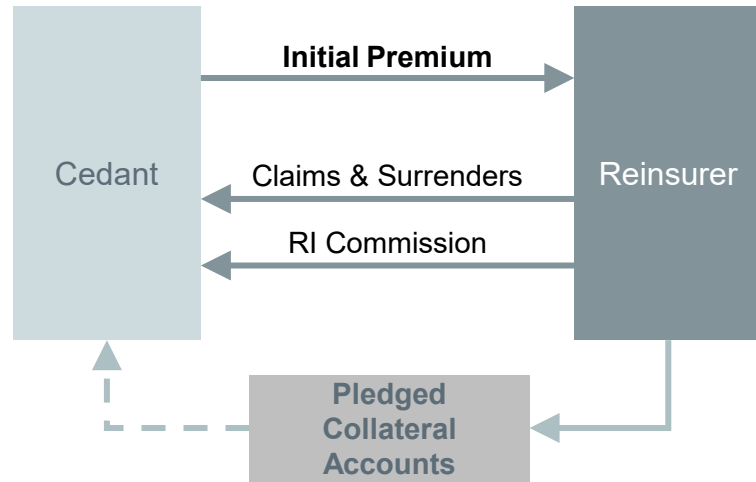 Initial Premium
Cedant
Claims & Surrenders
Reinsurer
RI Commission
Pledged
Collateral
Accounts